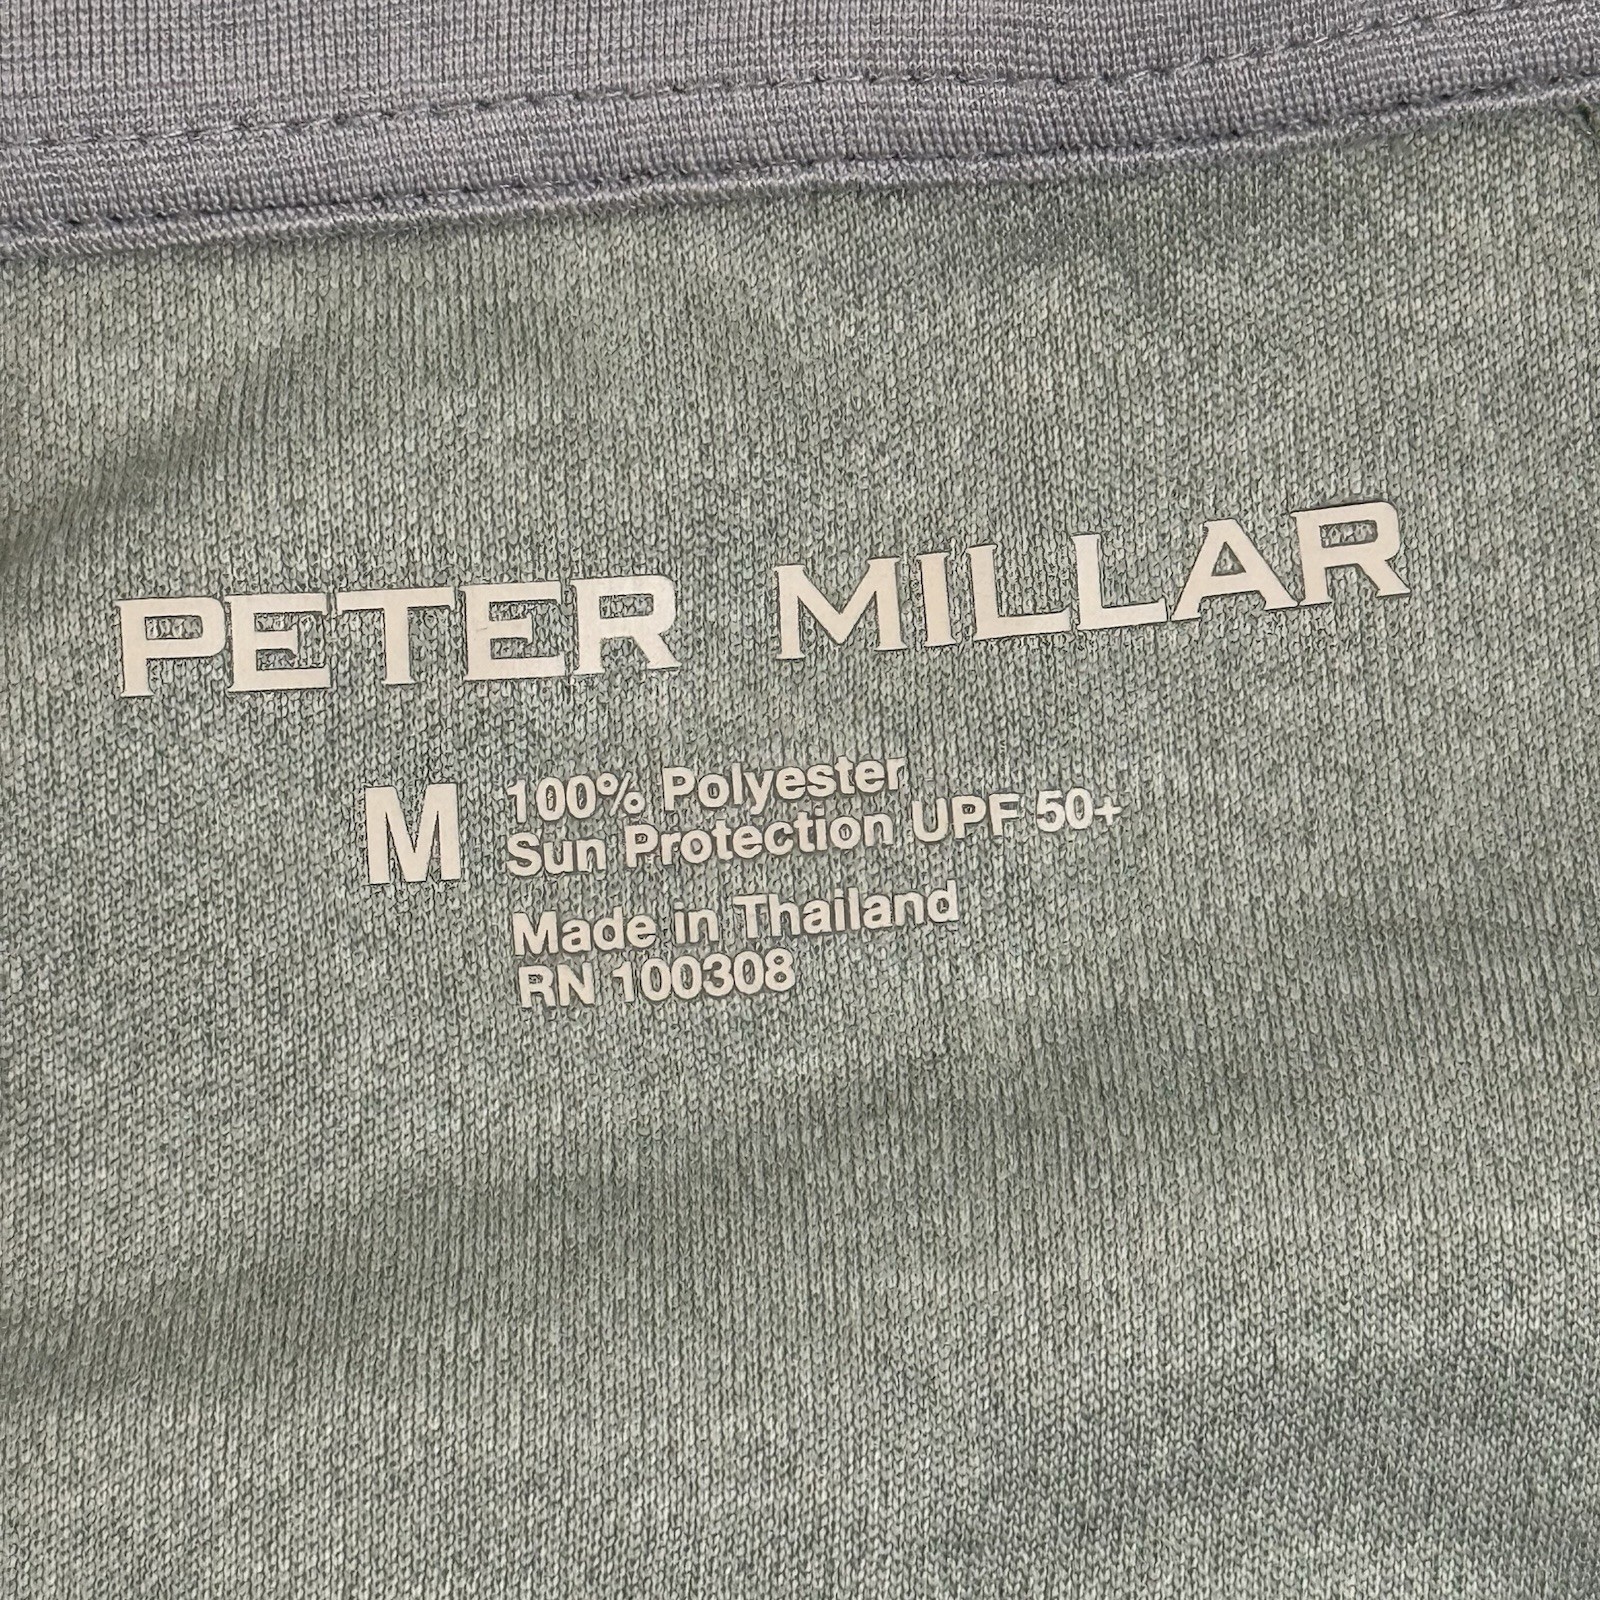 PETER MILLAR
M
100% Polyester
Sun Protection UPF 50+
Made in Thailand
RN 100308